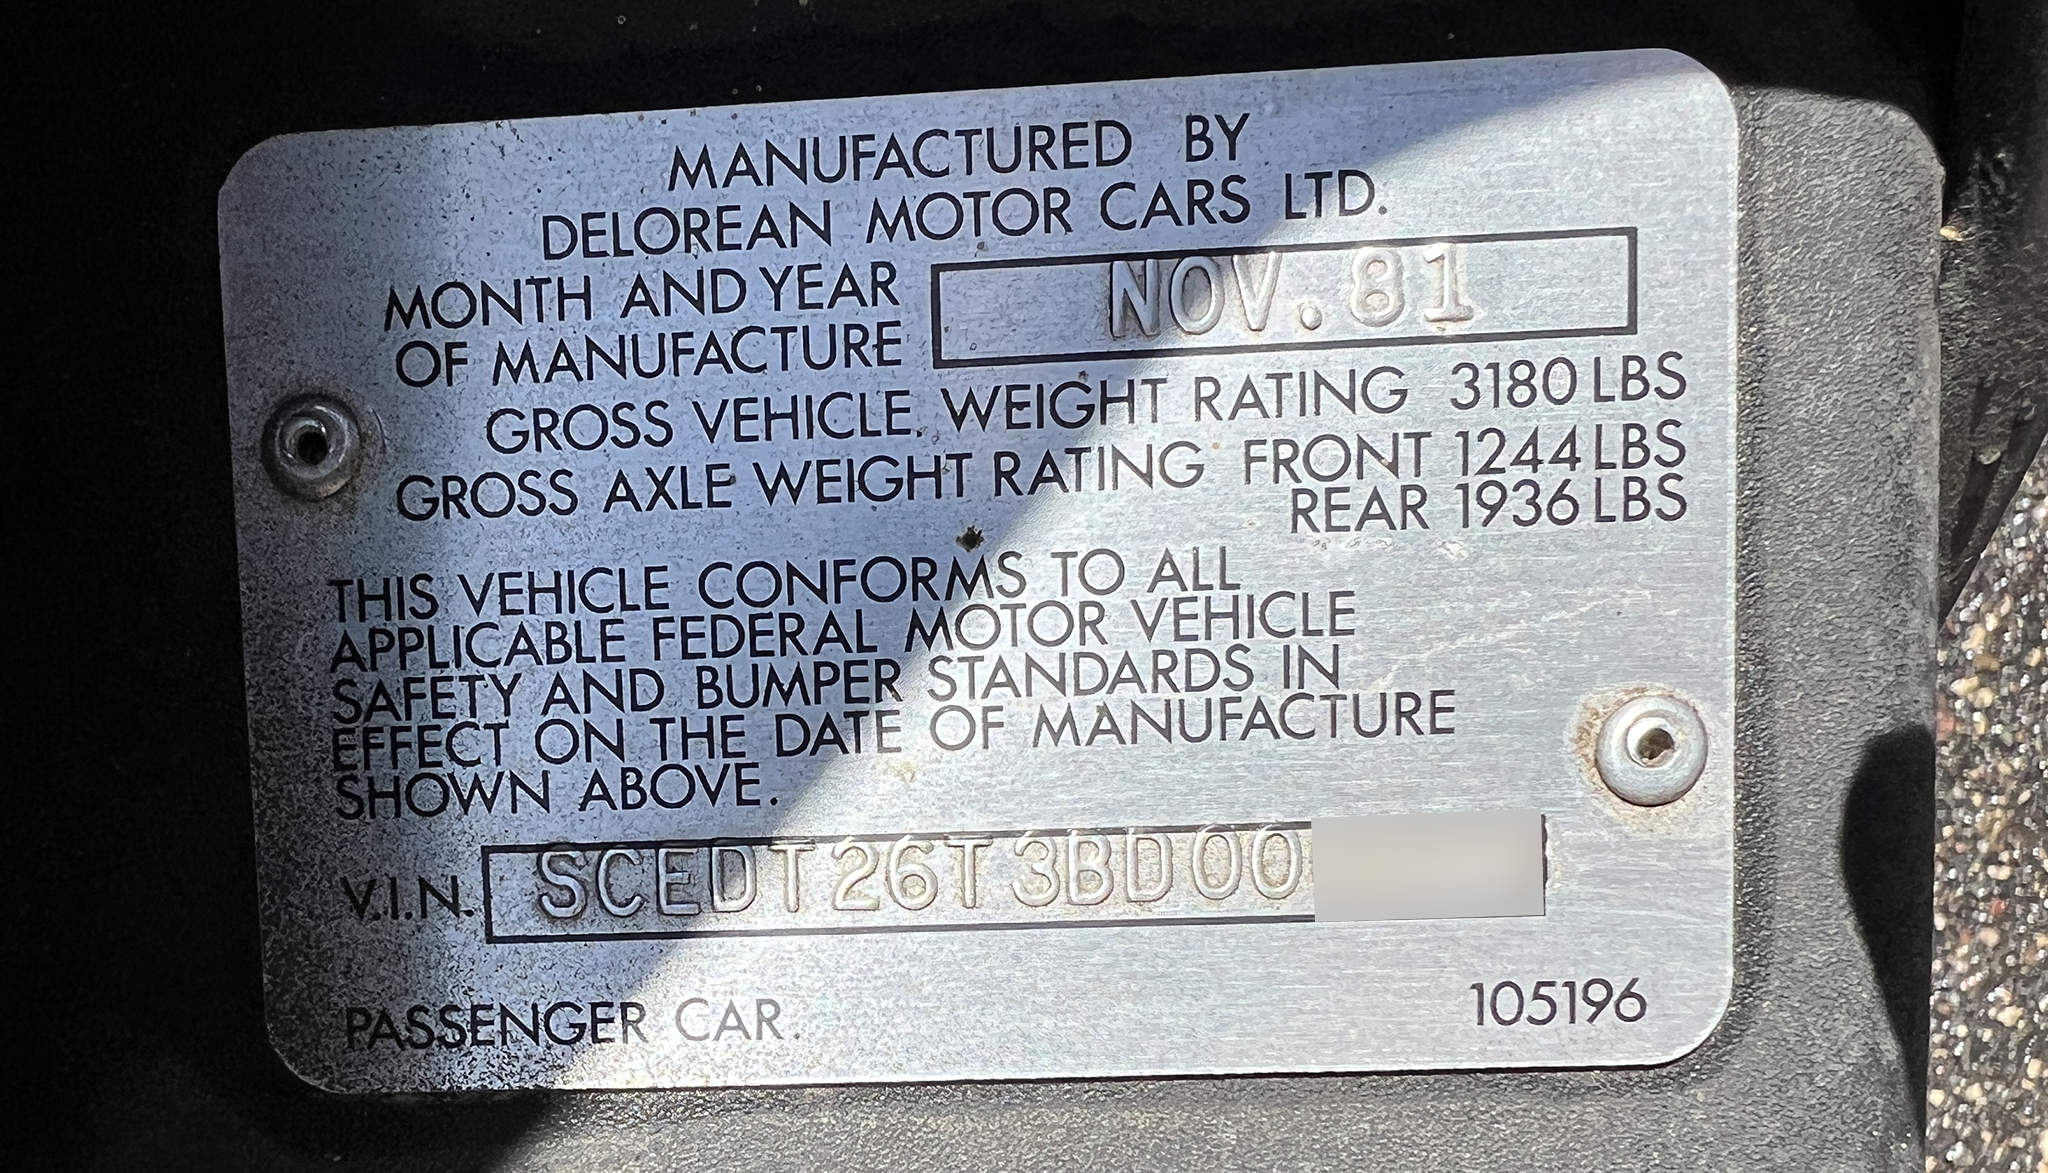 MANUFACTURED BY
DELOREAN MOTOR CARS LTD.
MONTH AND YEAR
OF MANUFACTURE
NOV.81
GROSS VEHICLE WEIGHT RATING 3180 LBS
GROSS AXLE WEIGHT RATING FRONT 1244 LBS
REAR 1936 LBS
THIS VEHICLE CONFORMS TO ALL
APPLICABLE FEDERAL MOTOR VEHICLE
SAFETY AND BUMPER STANDARDS IN
EFFECT ON THE DATE OF MANUFACTURE
SHOWN ABOVE.
V.I.N. SCEDT26T3BD00
PASSENGER CAR.
105196